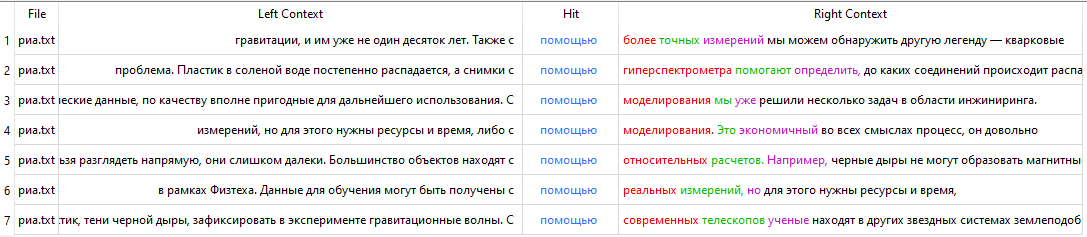 File Left Context Hit Right Context
1 риа.txt гравитации, и им уже не один десяток лет. Также с помощью более точных измерений мы можем обнаружить другую легенду — кварковые
2 риа.txt проблема. Пластик в соленой воде постепенно распадается, а снимки с помощью гиперспектрометра помогают определить, до каких соединений происходит распа
3 риа.txt ческие данные, по качеству вполне пригодные для дальнейшего использования. С помощью моделирования мы уже решили несколько задач в области инжиниринга.
4 риа.txt измерений, но для этого нужны ресурсы и время, либо с помощью моделирования. Это экономичный во всех смыслах процесс, он довольно
5 риа.txt ьзя разглядеть напрямую, они слишком далеки. Большинство объектов находят с помощью относительных расчетов. Например, черные дыры не могут образовать магнитны
6 риа.txt в рамках Физтеха. Данные для обучения могут быть получены с помощью реальных измерений, но для этого нужны ресурсы и время,
7 риа.txt тик, тени черной дыры, зафиксировать в эксперименте гравитационные волны. С помощью современных телескопов ученые находят в других звездных системах землеподоб